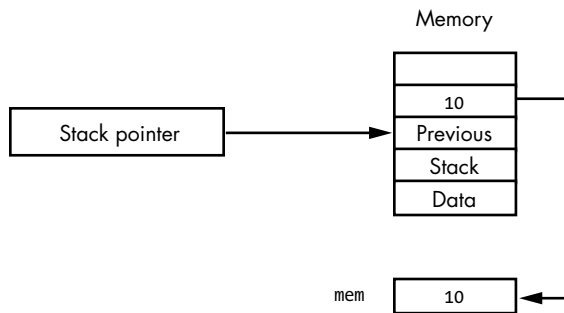 Memory
10
Stack pointer
Previous
Stack
Data
mem
10